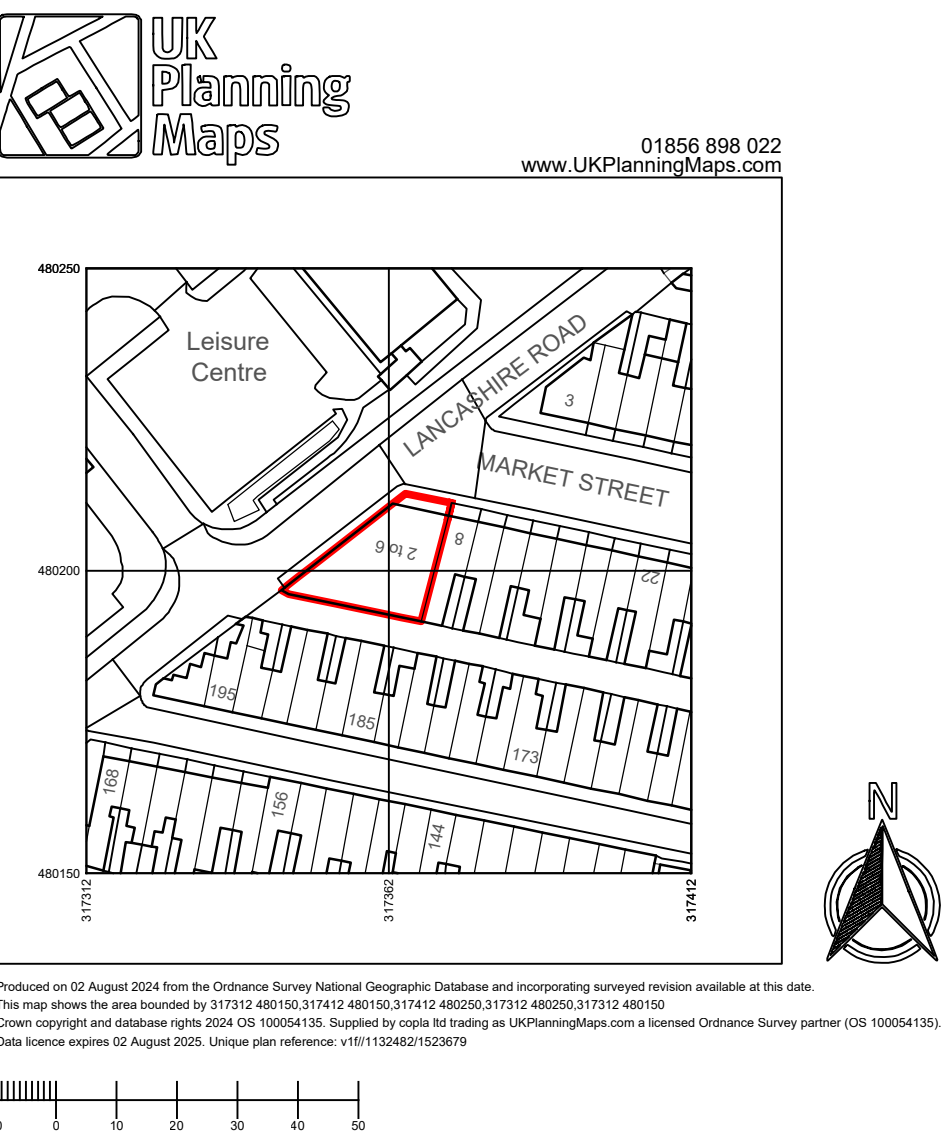 UK
Planning
Maps
01856 898 022
www.UKPlanningMaps.com
480250
Leisure
Centre
LANCASHIRE ROAD
3
MARKET STREET
2 to 6
8
22
480200
195
185
173
168
156
144
480150
317312
317362
317412
N
Produced on 02 August 2024 from the Ordnance Survey National Geographic Database and incorporating surveyed revision available at this date.
This map shows the area bounded by 317312 480150,317412 480150,317412 480250,317312 480250,317312 480150
Crown copyright and database rights 2024 OS 100054135. Supplied by copla ltd trading as UKPlanningMaps.com a licensed Ordnance Survey partner (OS 100054135).
Data licence expires 02 August 2025. Unique plan reference: v1f//1132482/1523679
0 10 20 30 40 50